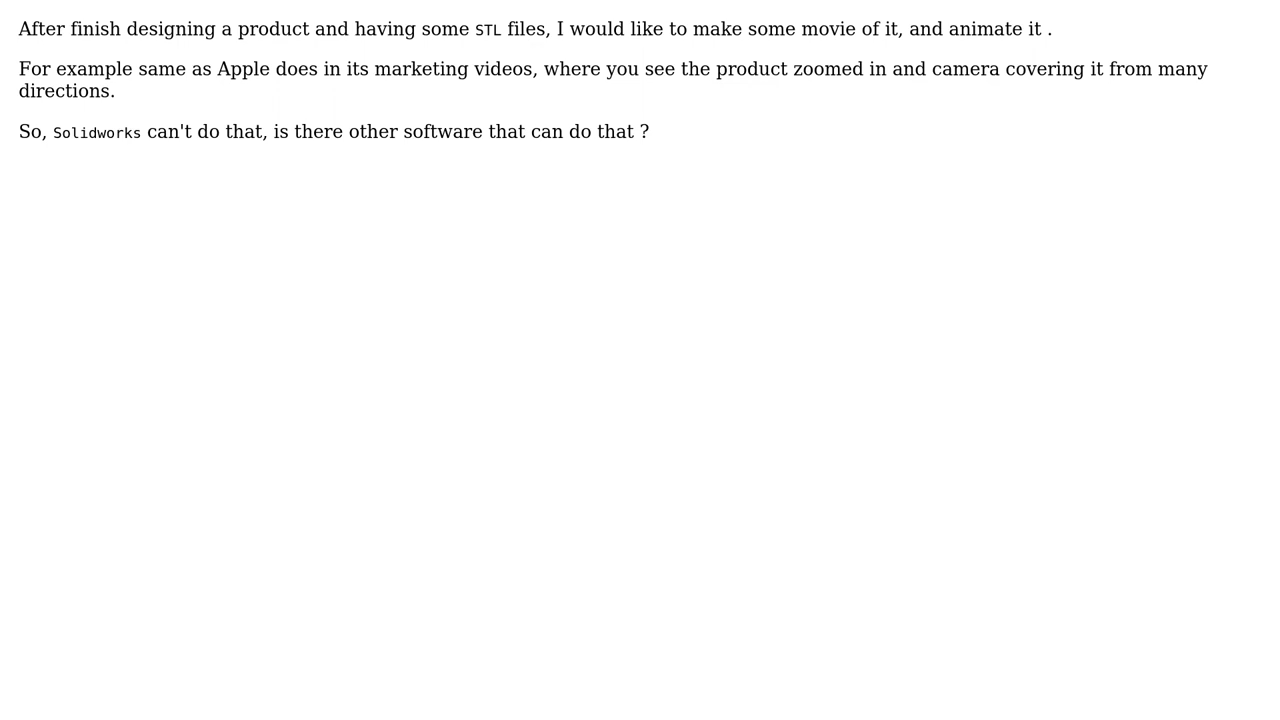 After finish designing a product and having some STL files, I would like to make some movie of it, and animate it .
For example same as Apple does in its marketing videos, where you see the product zoomed in and camera covering it from many
directions.
So, Solidworks can't do that, is there other software that can do that ?